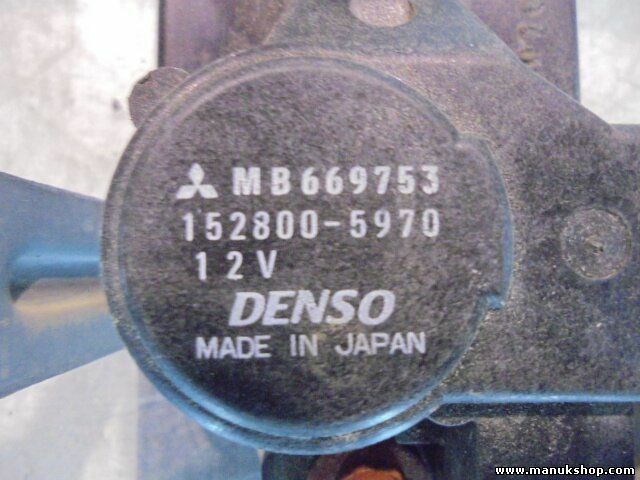 MB669753
152800-5970
12V
DENSO
MADE IN JAPAN
www.manukshop.com